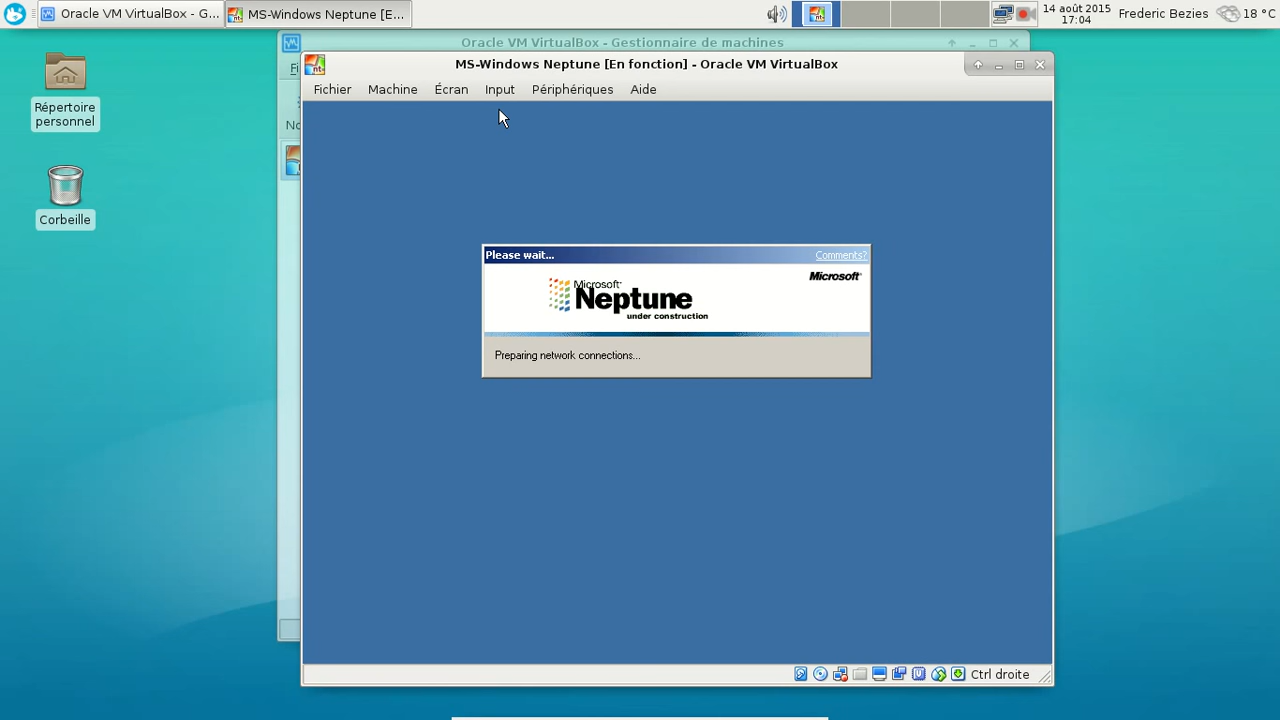 Oracle VM VirtualBox - G...
MS-Windows Neptune [E...
14 août 2015
17:04
Frederic Bezies
18 °C
Répertoire
personnel
Corbeille
Oracle VM VirtualBox - Gestionnaire de machines
MS-Windows Neptune [En fonction] - Oracle VM VirtualBox
Fichier Machine Écran Input Périphériques Aide
Please wait... Comments?
Microsoft
Microsoft
Neptune
under construction
Preparing network connections...
Ctrl droite